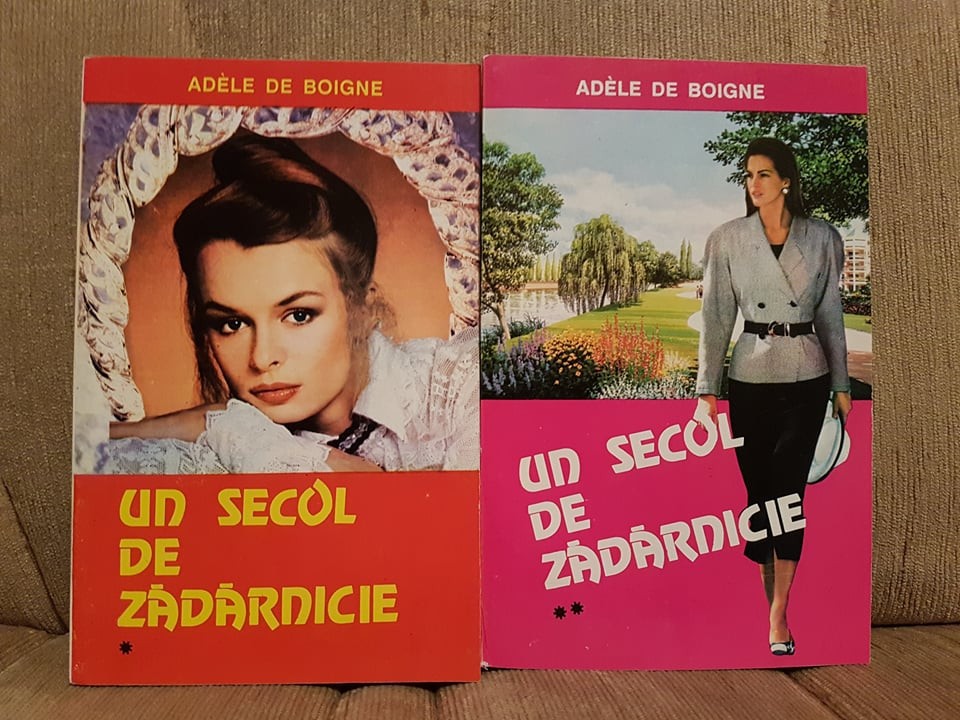 ADÈLE DE BOIGNE
UN SECOL
DE
ZĂDĂRNICIE
*
ADÈLE DE BOIGNE
UN SECOL
DE
ZĂDĂRNICIE
**